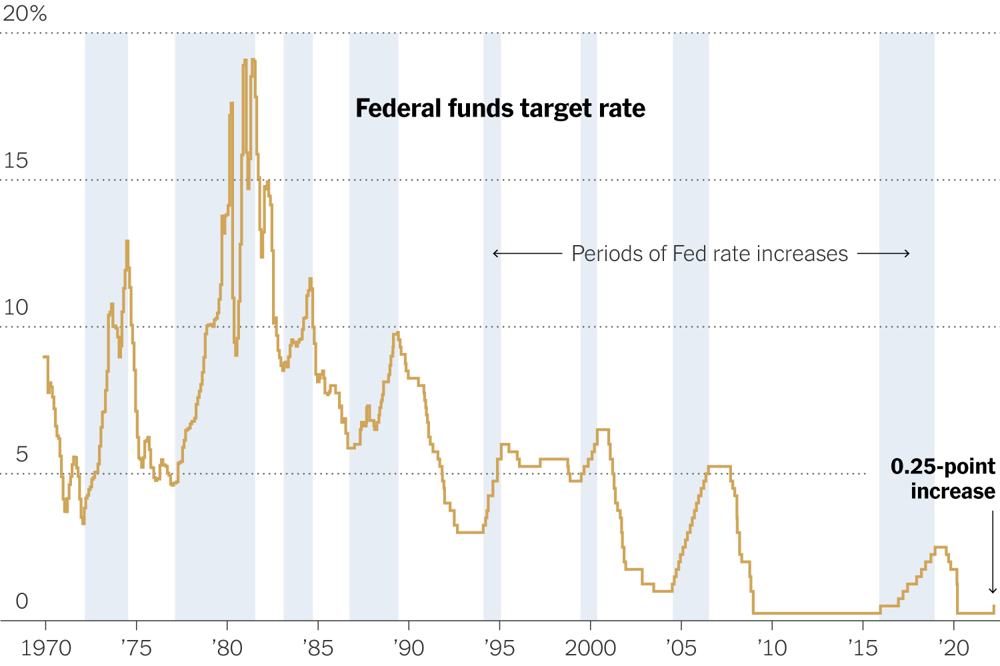 20%
Federal funds target rate
15
Periods of Fed rate increases
10
5
0.25-point
increase
0
1970 ’75 ’80 ’85 ’90 ’95 2000 ’05 ’10 ’15 ’20